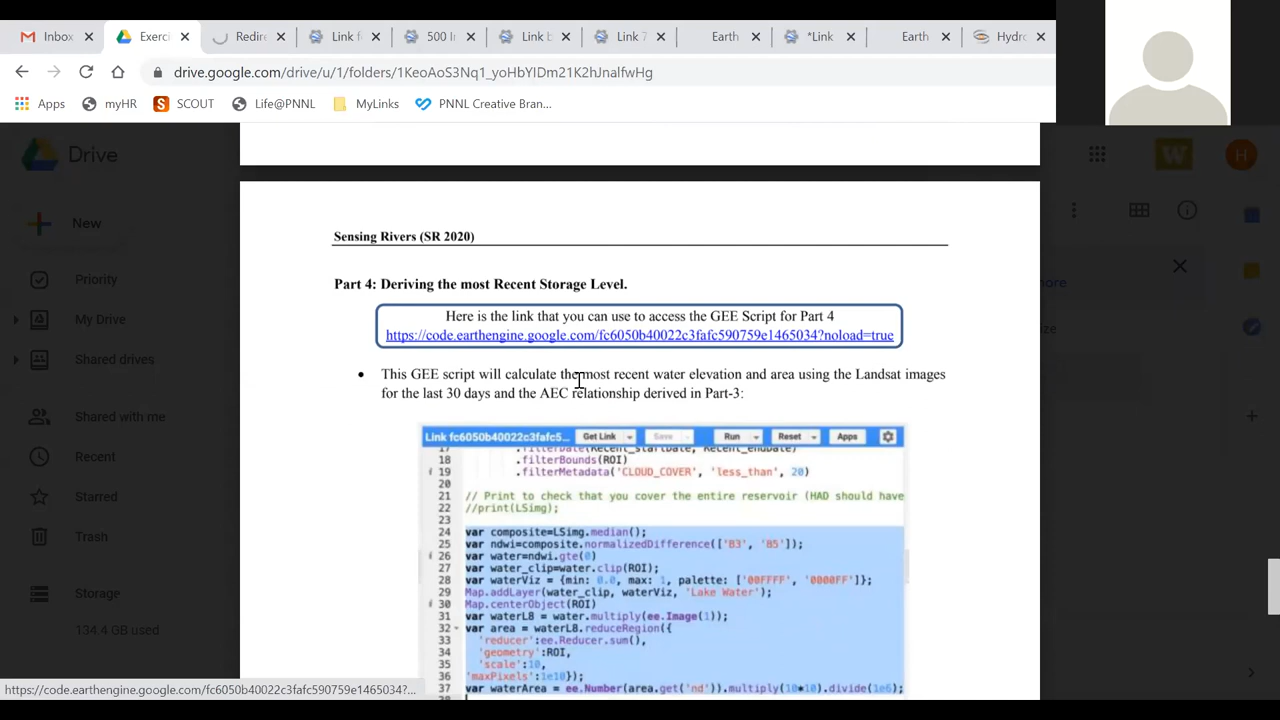 Inbox
Exerci
Redire
Link f
500 Ir
Link b
Link 7
Earth
*Link
Earth
Hydro
drive.google.com/drive/u/1/folders/1KeoAoS3Nq1_yoHbYIDm21K2hJnalfwHg
Apps
myHR
SCOUT
Life@PNNL
MyLinks
PNNL Creative Bran...
Drive
W
H
New
Priority
My Drive
Shared drives
Shared with me
Recent
Starred
Trash
Storage
134.4 GB used
Sensing Rivers (SR 2020)
Part 4: Deriving the most Recent Storage Level.
Here is the link that you can use to access the GEE Script for Part 4
https://code.earthengine.google.com/fc6050b40022c3fafc590759e1465034?noload=true
• This GEE script will calculate the most recent water elevation and area using the Landsat images
for the last 30 days and the AEC relationship derived in Part-3:
Link fc6050b40022c3fafc5... Get Link Save Run Reset Apps
17 .filterDate(Recent_startDate, Recent_endDate)
18 .filterBounds(ROI)
i 19 .filterMetadata('CLOUD_COVER', 'less_than', 20)
20
21 // Print to check that you cover the entire reservoir (HAD should have
22 //print(LSimg);
23
24 var composite=LSimg.median();
25 var ndwi=composite.normalizedDifference(['B3', 'B5']);
i 26 var water=ndwi.gte(0)
27 var water_clip=water.clip(ROI);
28 var waterViz = {min: 0.0, max: 1, palette: ['00FFFF', '0000FF']};
29 Map.addLayer(water_clip, waterViz, 'Lake Water');
i 30 Map.centerObject(ROI)
31 var waterL8 = water.multiply(ee.Image(1));
32 var area = waterL8.reduceRegion({
33 'reducer':ee.Reducer.sum(),
34 'geometry':ROI,
35 'scale':10,
36 'maxPixels':1e10});
37 var waterArea = ee.Number(area.get('nd')).multiply(10*10).divide(1e6);
https://code.earthengine.google.com/fc6050b40022c3fafc590759e1465034?...